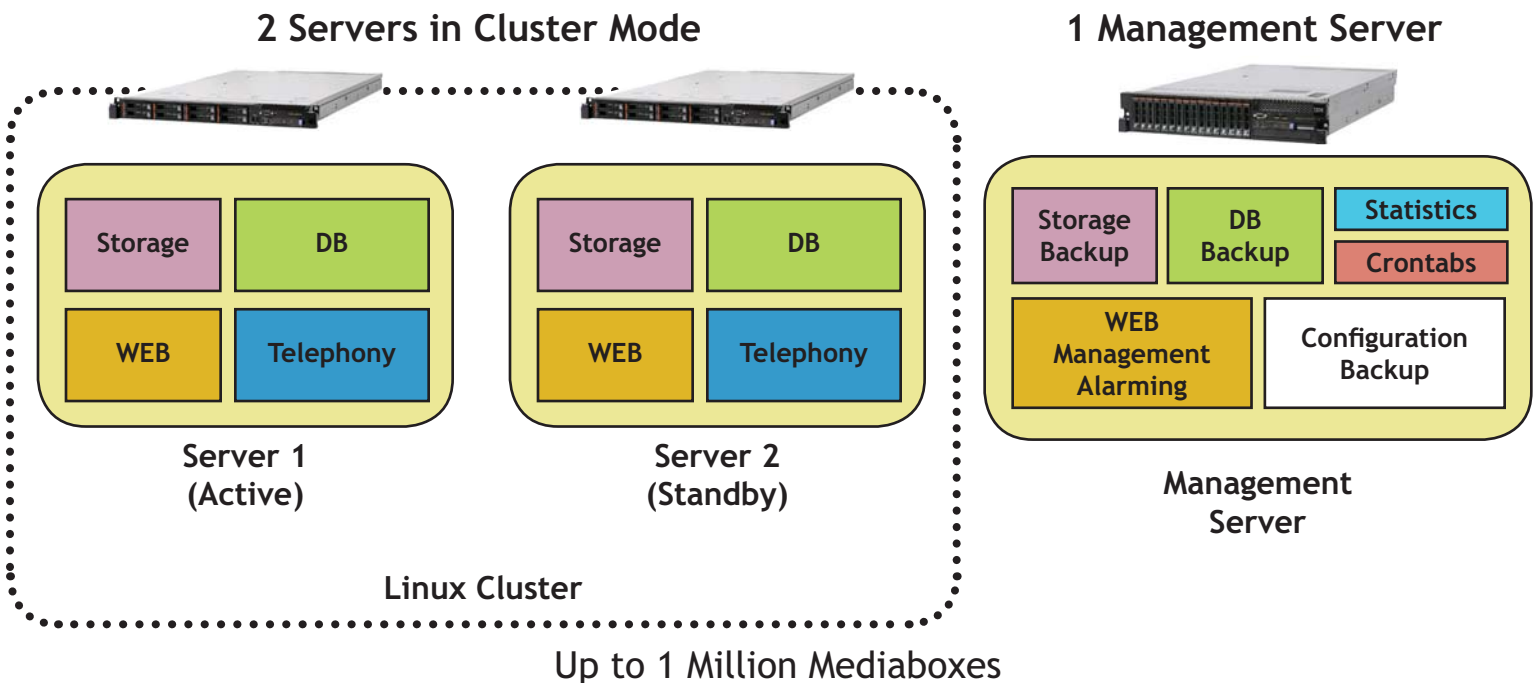 2 Servers in Cluster Mode
1 Management Server
Storage
DB
WEB
Telephony
Server 1
(Active)
Storage
DB
WEB
Telephony
Server 2
(Standby)
Linux Cluster
Storage
Backup
DB
Backup
Statistics
Crontabs
WEB
Management
Alarming
Configuration
Backup
Management
Server
Up to 1 Million Mediaboxes